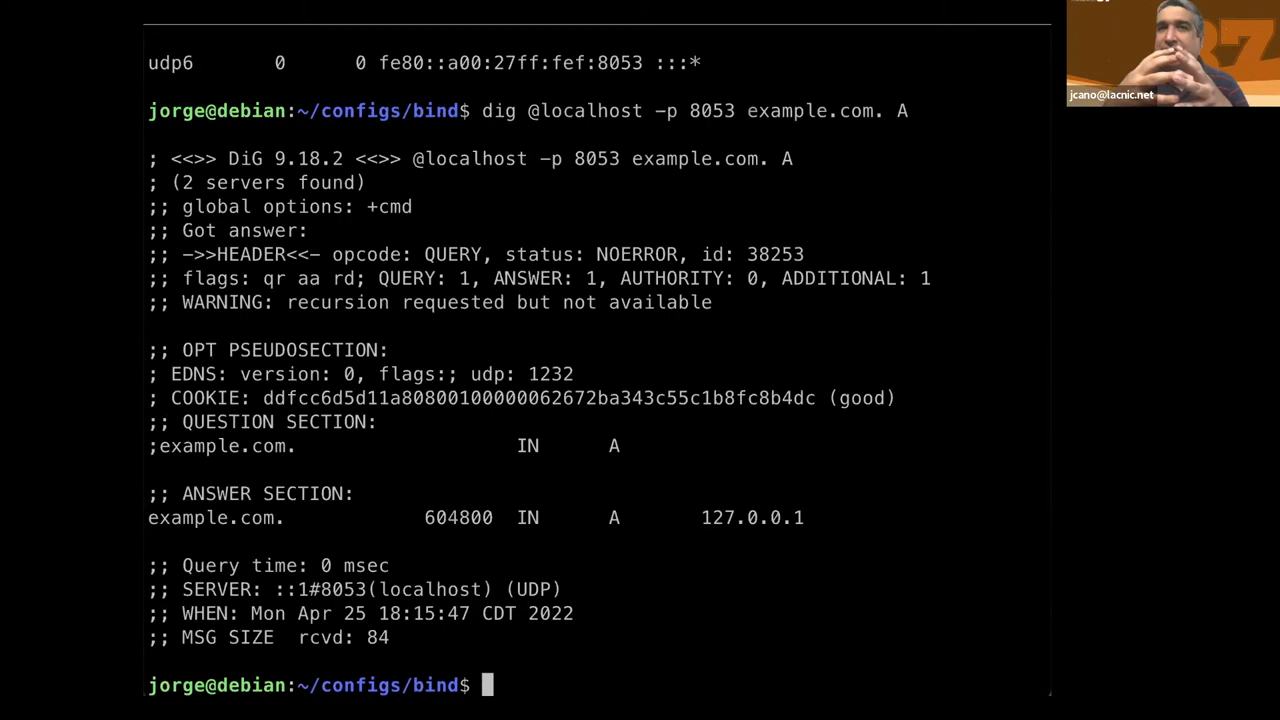 udp6       0      0 fe80::a00:27ff:fef:8053 :::*
jorge@debian:~/configs/bind$ dig @localhost -p 8053 example.com. A
; <<>> DiG 9.18.2 <<>> @localhost -p 8053 example.com. A
; (2 servers found)
;; global options: +cmd
;; Got answer:
;; ->>HEADER<<- opcode: QUERY, status: NOERROR, id: 38253
;; flags: qr aa rd; QUERY: 1, ANSWER: 1, AUTHORITY: 0, ADDITIONAL: 1
;; WARNING: recursion requested but not available
;; OPT PSEUDOSECTION:
; EDNS: version: 0, flags:; udp: 1232
; COOKIE: ddfcc6d5d11a80800100000062672ba343c55c1b8fc8b4dc (good)
;; QUESTION SECTION:
;example.com.                   IN      A
;; ANSWER SECTION:
example.com.            604800  IN      A       127.0.0.1
;; Query time: 0 msec
;; SERVER: ::1#8053(localhost) (UDP)
;; WHEN: Mon Apr 25 18:15:47 CDT 2022
;; MSG SIZE  rcvd: 84
jorge@debian:~/configs/bind$
jcano@lacnic.net